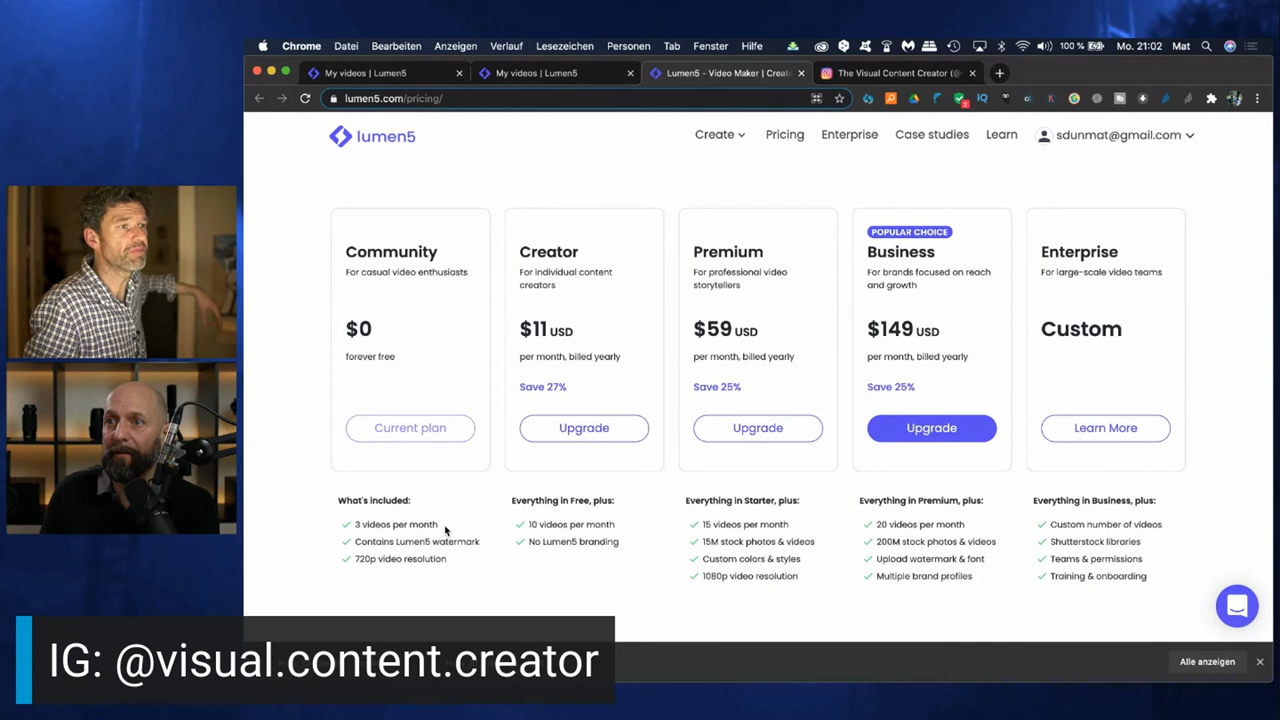 Chrome Datei Bearbeiten Anzeigen Verlauf Lesezeichen Personen Tab Fenster Hilfe 100 % Mo. 21:02 Mat
My videos | Lumen5
My videos | Lumen5
Lumen5 - Video Maker | Create
The Visual Content Creator (@
lumen5.com/pricing/
lumen5
Create Pricing Enterprise Case studies Learn sdunmat@gmail.com
Community
For casual video enthusiasts
$0
forever free
Current plan
What's included:
3 videos per month
Contains Lumen5 watermark
720p video resolution
Creator
For individual content
creators
$11 USD
per month, billed yearly
Save 27%
Upgrade
Everything in Free, plus:
10 videos per month
No Lumen5 branding
Premium
For professional video
storytellers
$59 USD
per month, billed yearly
Save 25%
Upgrade
Everything in Starter, plus:
15 videos per month
15M stock photos & videos
Custom colors & styles
1080p video resolution
POPULAR CHOICE
Business
For brands focused on reach
and growth
$149 USD
per month, billed yearly
Save 25%
Upgrade
Everything in Premium, plus:
20 videos per month
200M stock photos & videos
Upload watermark & font
Multiple brand profiles
Enterprise
For large-scale video teams
Custom
Learn More
Everything in Business, plus:
Custom number of videos
Shutterstock libraries
Teams & permissions
Training & onboarding
Alle anzeigen
IG: @visual.content.creator